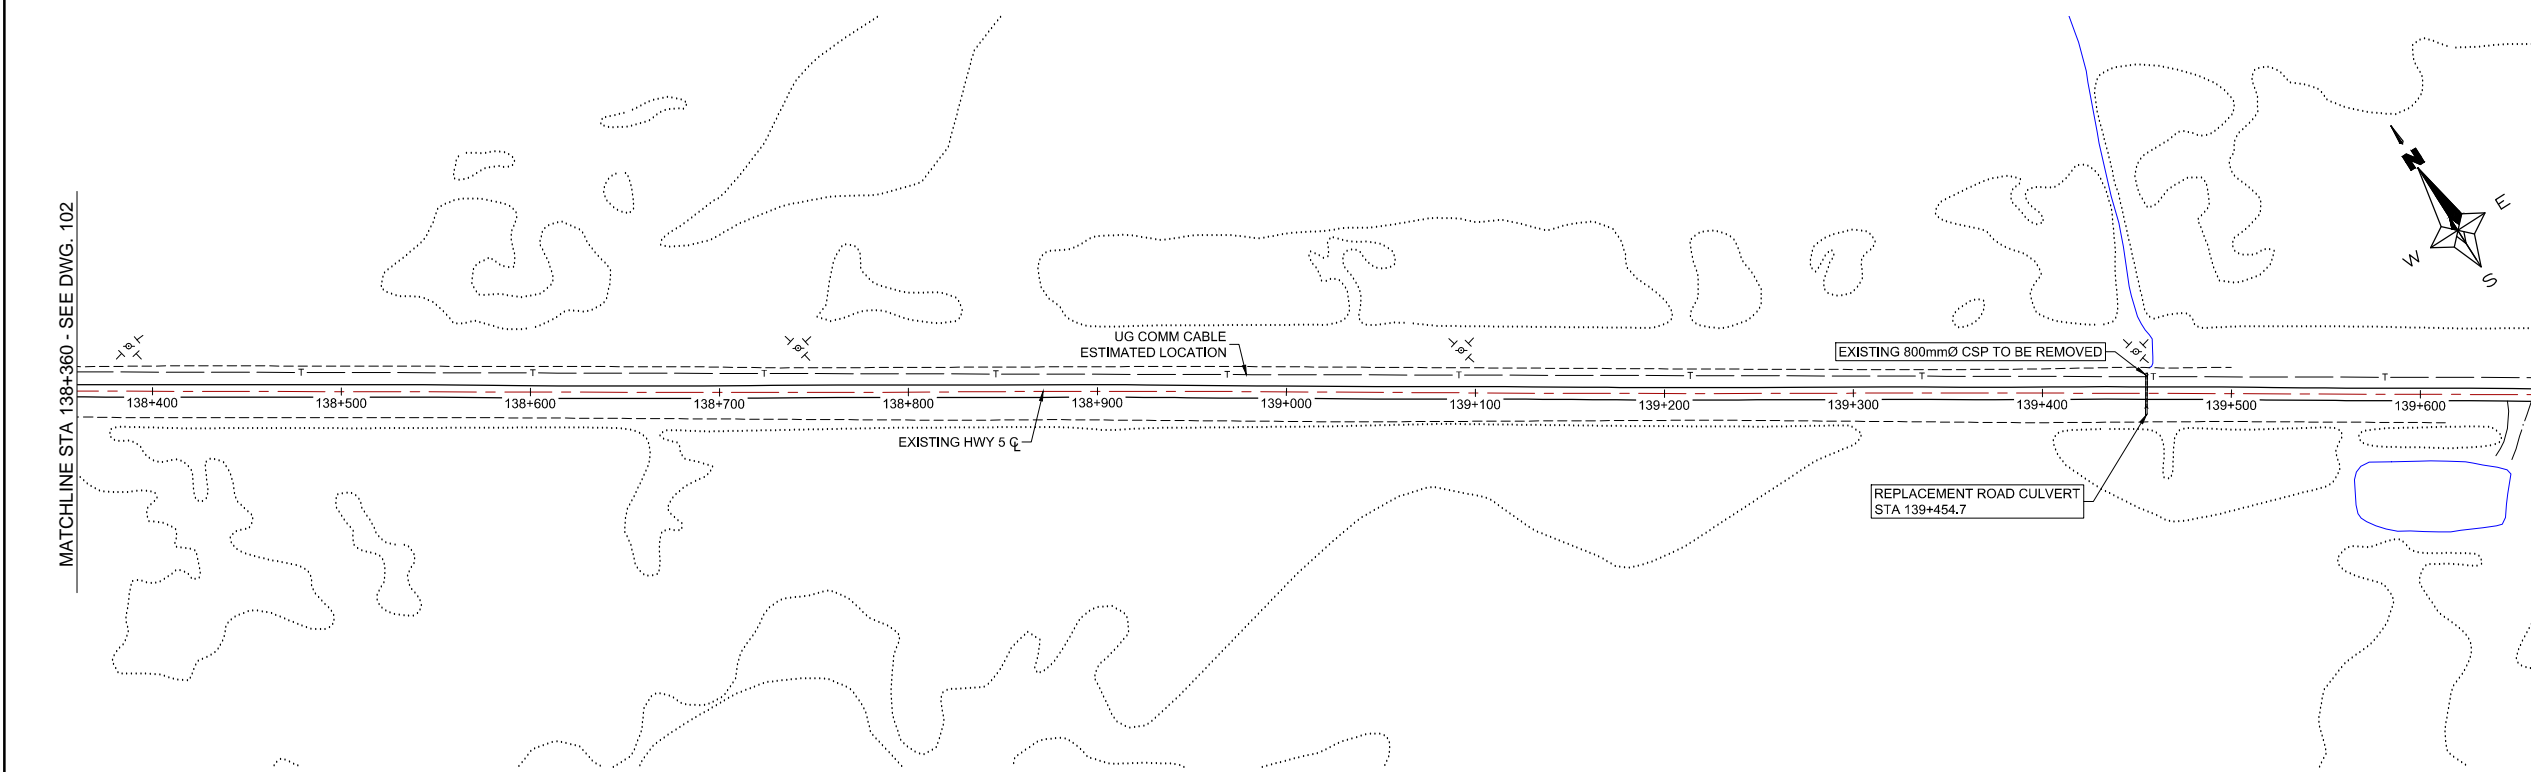 MATCHLINE STA 138+360 - SEE DWG. 102
N
E
W
S
UG COMM CABLE
ESTIMATED LOCATION
EXISTING 800mmØ CSP TO BE REMOVED
T T T T T T T T T T
138+400 138+500 138+600 138+700 138+800 138+900 139+000 139+100 139+200 139+300 139+400 139+500 139+600
EXISTING HWY 5 ℄
REPLACEMENT ROAD CULVERT
STA 139+454.7